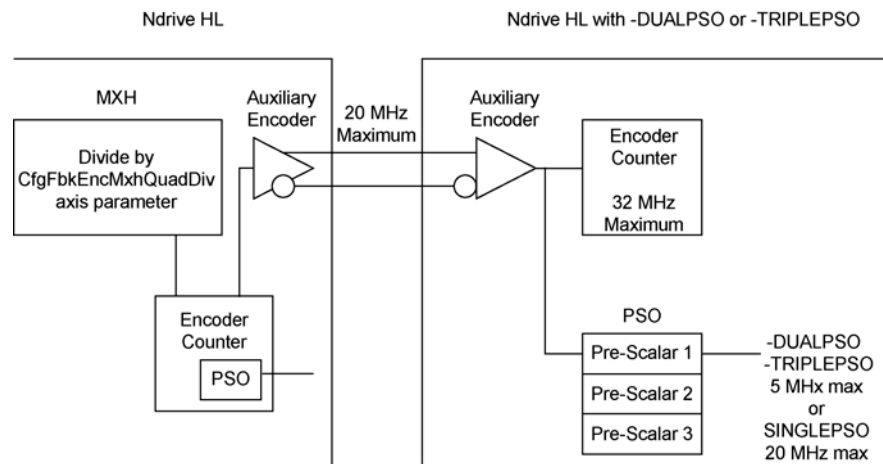 Ndrive HL
Ndrive HL with -DUALPSO or -TRIPLEPSO
MXH
Divide by
CfgFbkEncMxhQuadDiv
axis parameter
Auxiliary
Encoder
20 MHz
Maximum
Auxiliary
Encoder
Encoder
Counter
32 MHz
Maximum
Encoder
Counter
PSO
PSO
Pre-Scalar 1
Pre-Scalar 2
Pre-Scalar 3
-DUALPSO
-TRIPLEPSO
5 MHx max
or
SINGLEPSO
20 MHz max